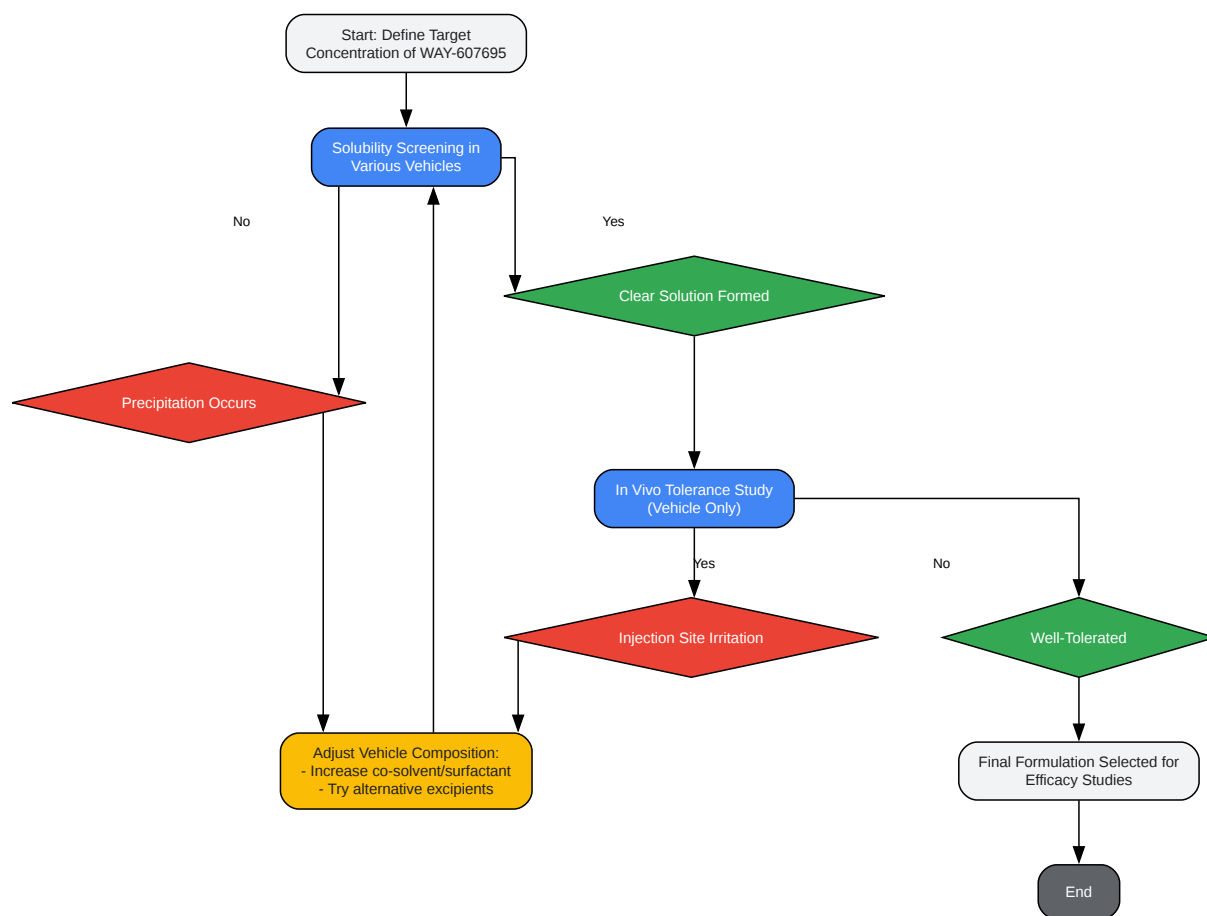 Start: Define Target
Concentration of WAY-607695
Solubility Screening in
Various Vehicles
No
Yes
Clear Solution Formed
Precipitation Occurs
In Vivo Tolerance Study
(Vehicle Only)
Yes
No
Injection Site Irritation
Well-Tolerated
Adjust Vehicle Composition:
- Increase co-solvent/surfactant
- Try alternative excipients
Final Formulation Selected for
Efficacy Studies
End